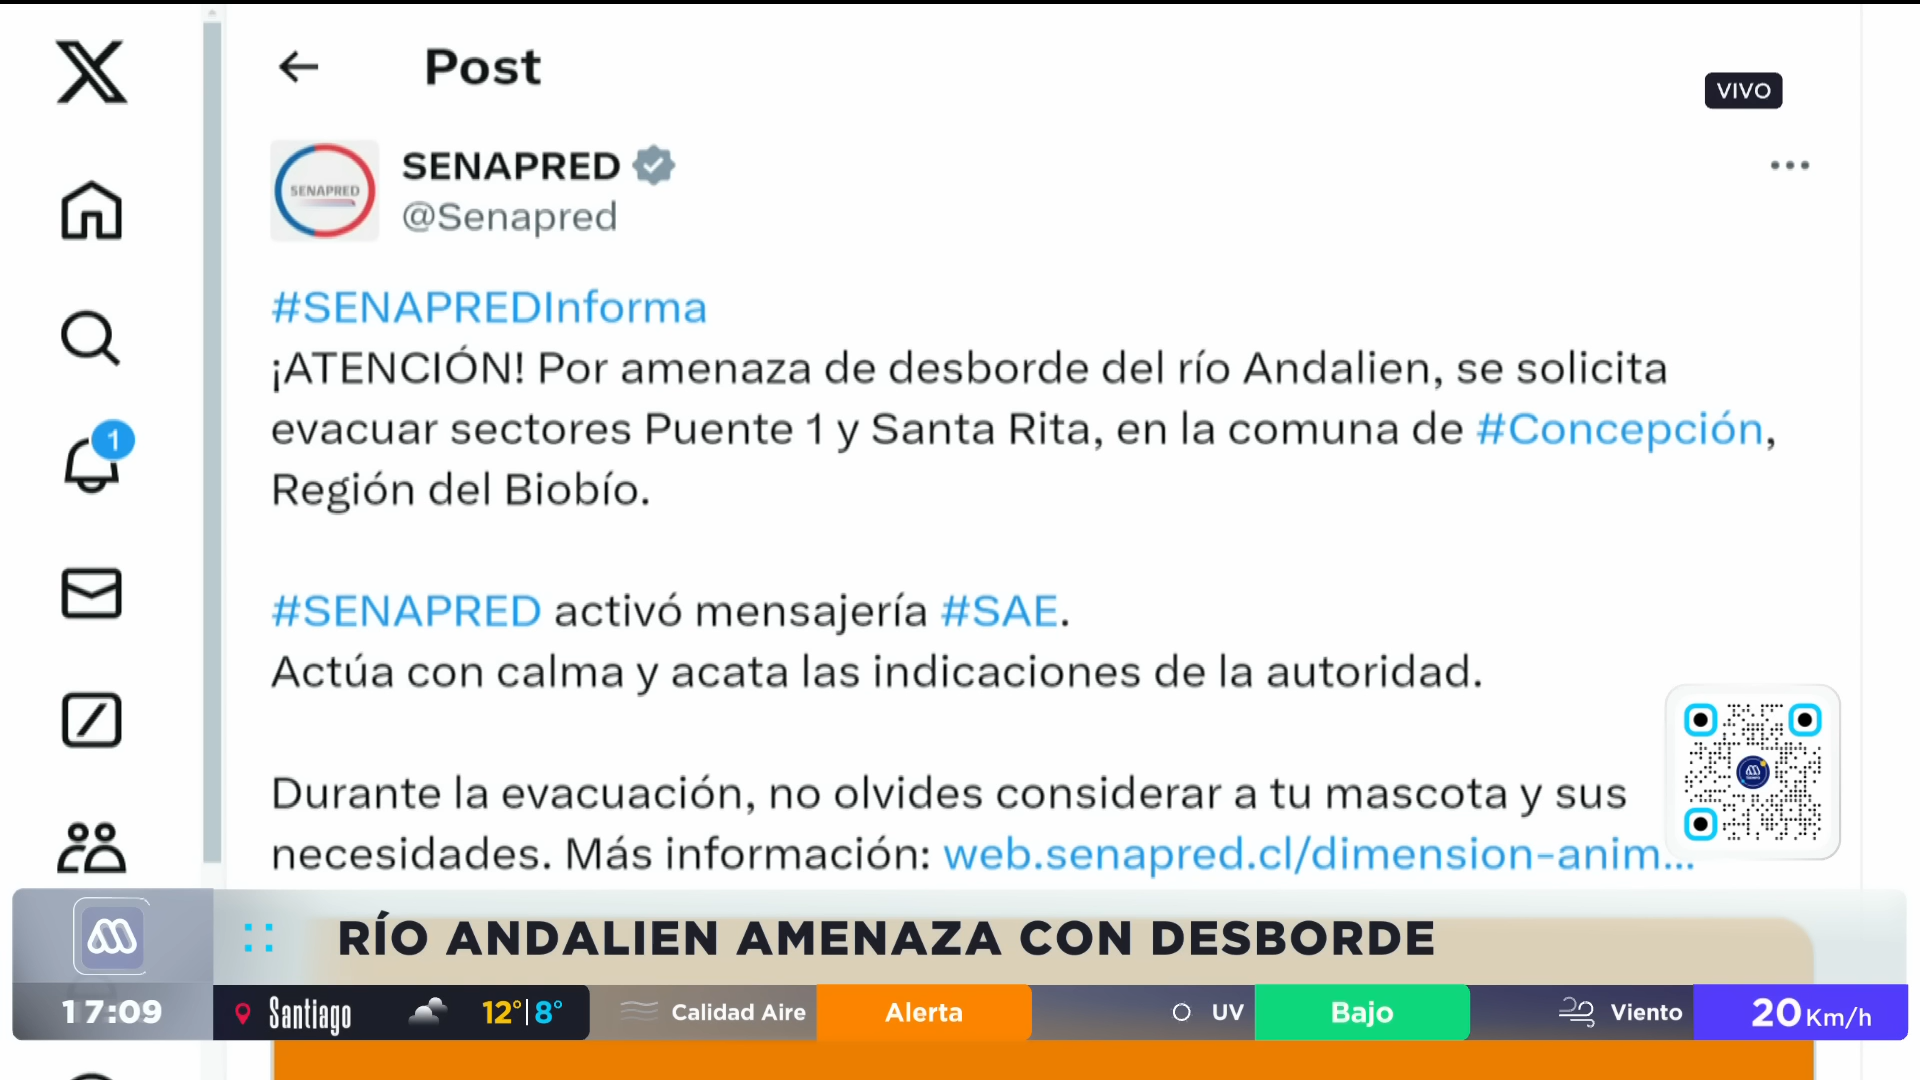 Post
VIVO
SENAPRED
SENAPRED
@Senapred
#SENAPREDInforma
¡ATENCIÓN! Por amenaza de desborde del río Andalien, se solicita
evacuar sectores Puente 1 y Santa Rita, en la comuna de #Concepción,
Región del Biobío.
1
#SENAPRED activó mensajería #SAE.
Actúa con calma y acata las indicaciones de la autoridad.
Durante la evacuación, no olvides considerar a tu mascota y sus
necesidades. Más información: web.senapred.cl/dimension-anim...
RÍO ANDALIEN AMENAZA CON DESBORDE
17:09 Santiago 12°|8° Calidad Aire Alerta UV Bajo Viento 20 Km/h